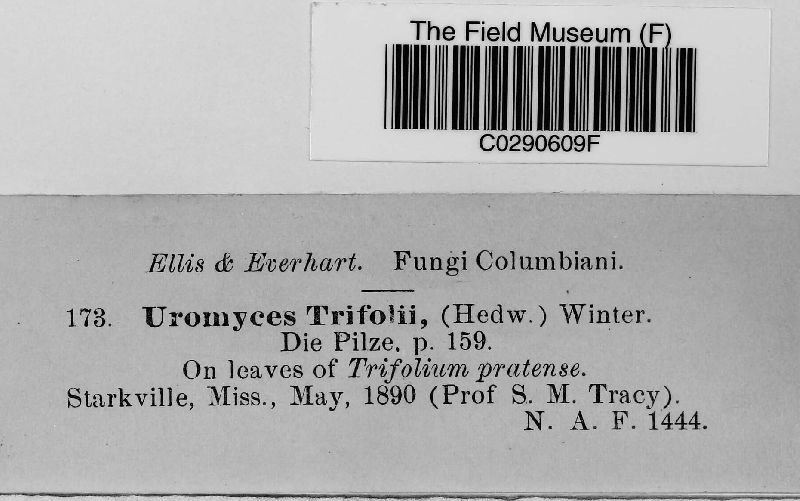 The Field Museum (F)
C0290609F
Ellis & Everhart. Fungi Columbiani.
173. Uromyces Trifolii, (Hedw.) Winter.
Die Pilze, p. 159.
On leaves of Trifolium pratense.
Starkville, Miss., May, 1890 (Prof S. M. Tracy).
N. A. F. 1444.